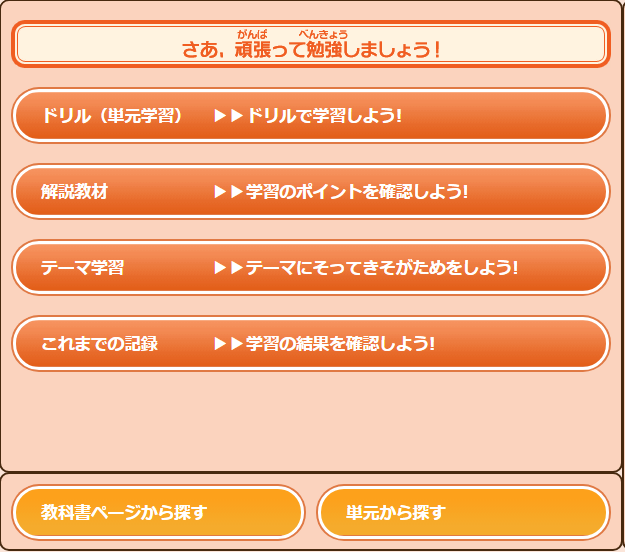 がんば べんきょう
さあ，頑張って勉強しましょう！
ドリル（単元学習） ▶▶ドリルで学習しよう!
解説教材 ▶▶学習のポイントを確認しよう!
テーマ学習 ▶▶テーマにそってきそがためをしよう!
これまでの記録 ▶▶学習の結果を確認しよう!
教科書ページから探す 単元から探す